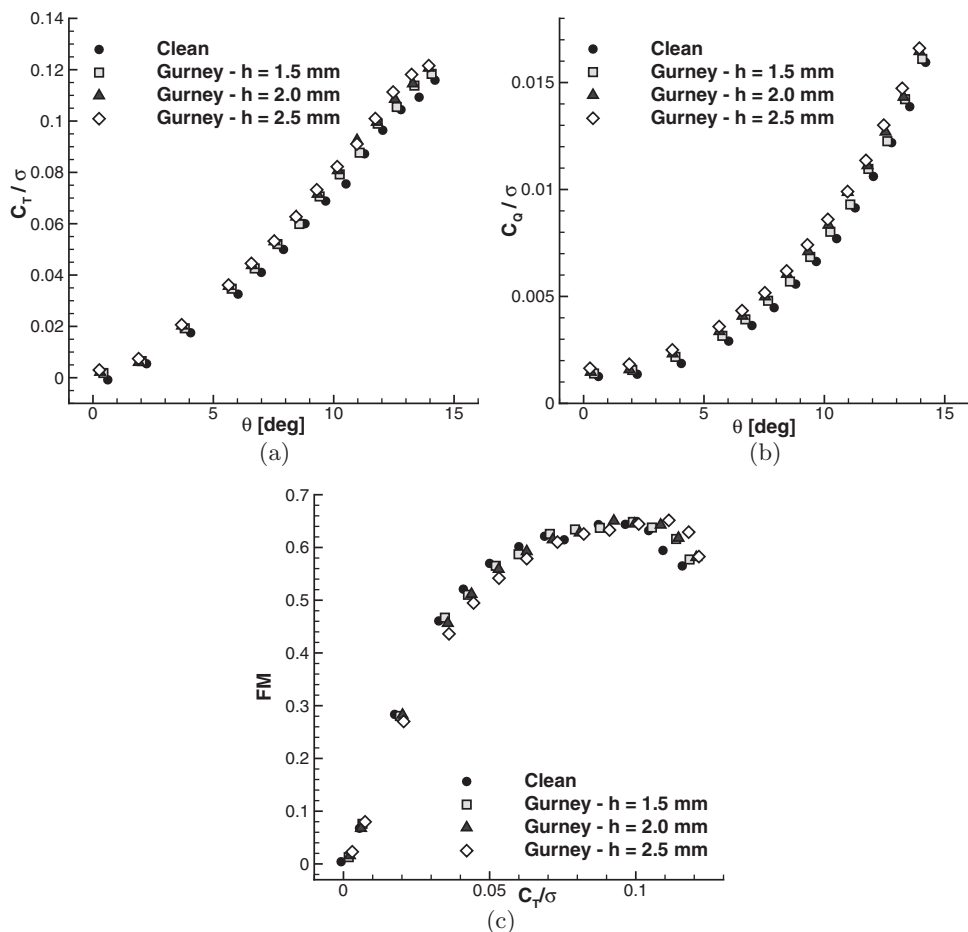 0.14
0.12
0.1
0.08
0.06
0.04
0.02
0
C_T / σ
Clean
Gurney - h = 1.5 mm
Gurney - h = 2.0 mm
Gurney - h = 2.5 mm
0 5 10 15
θ [deg]
(a)
0.015
0.01
0.005
0
C_Q / σ
Clean
Gurney - h = 1.5 mm
Gurney - h = 2.0 mm
Gurney - h = 2.5 mm
0 5 10 15
θ [deg]
(b)
0.7
0.6
0.5
0.4
0.3
0.2
0.1
0
FM
Clean
Gurney - h = 1.5 mm
Gurney - h = 2.0 mm
Gurney - h = 2.5 mm
0 0.05 0.1
C_T/σ
(c)